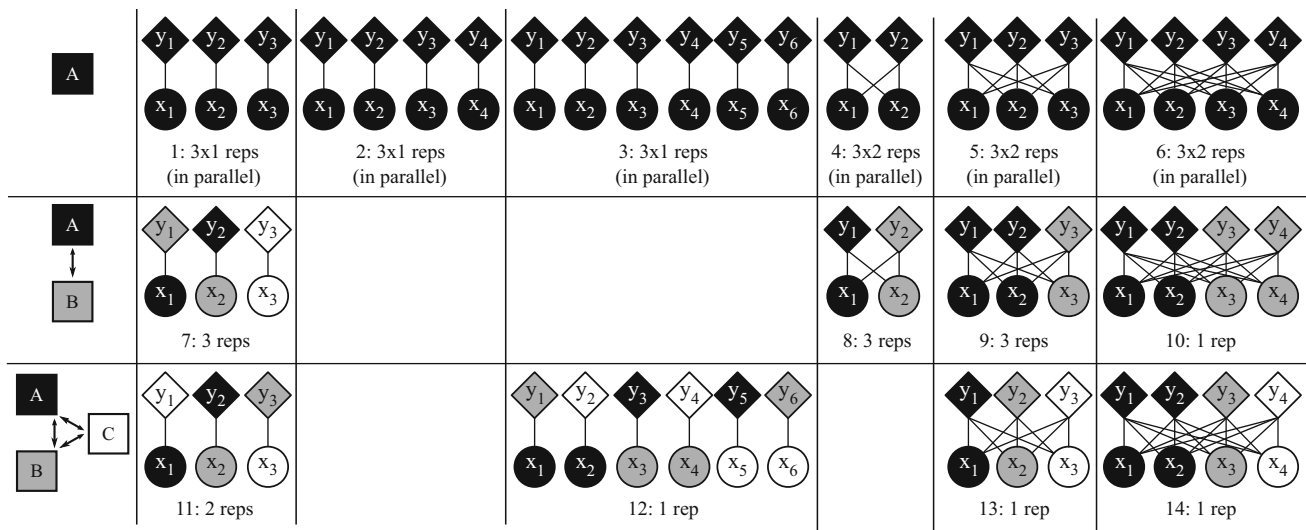 y1 y2 y3 y1 y2 y3 y4 y1 y2 y3 y4 y5 y6 y1 y2 y1 y2 y3 y1 y2 y3 y4
A
x1 x2 x3 x1 x2 x3 x4 x1 x2 x3 x4 x5 x6 x1 x2 x1 x2 x3 x1 x2 x3 x4
1: 3x1 reps 2: 3x1 reps 3: 3x1 reps 4: 3x2 reps 5: 3x2 reps 6: 3x2 reps
(in parallel) (in parallel) (in parallel) (in parallel) (in parallel) (in parallel)
A y1 y2 y3 y1 y2 y1 y2 y3 y1 y2 y3 y4
B x1 x2 x3 x1 x2 x1 x2 x3 x1 x2 x3 x4
7: 3 reps 8: 3 reps 9: 3 reps 10: 1 rep
A y1 y2 y3 y1 y2 y3 y4 y5 y6 y1 y2 y3 y1 y2 y3 y4
C
B x1 x2 x3 x1 x2 x3 x4 x5 x6 x1 x2 x3 x1 x2 x3 x4
11: 2 reps 12: 1 rep 13: 1 rep 14: 1 rep